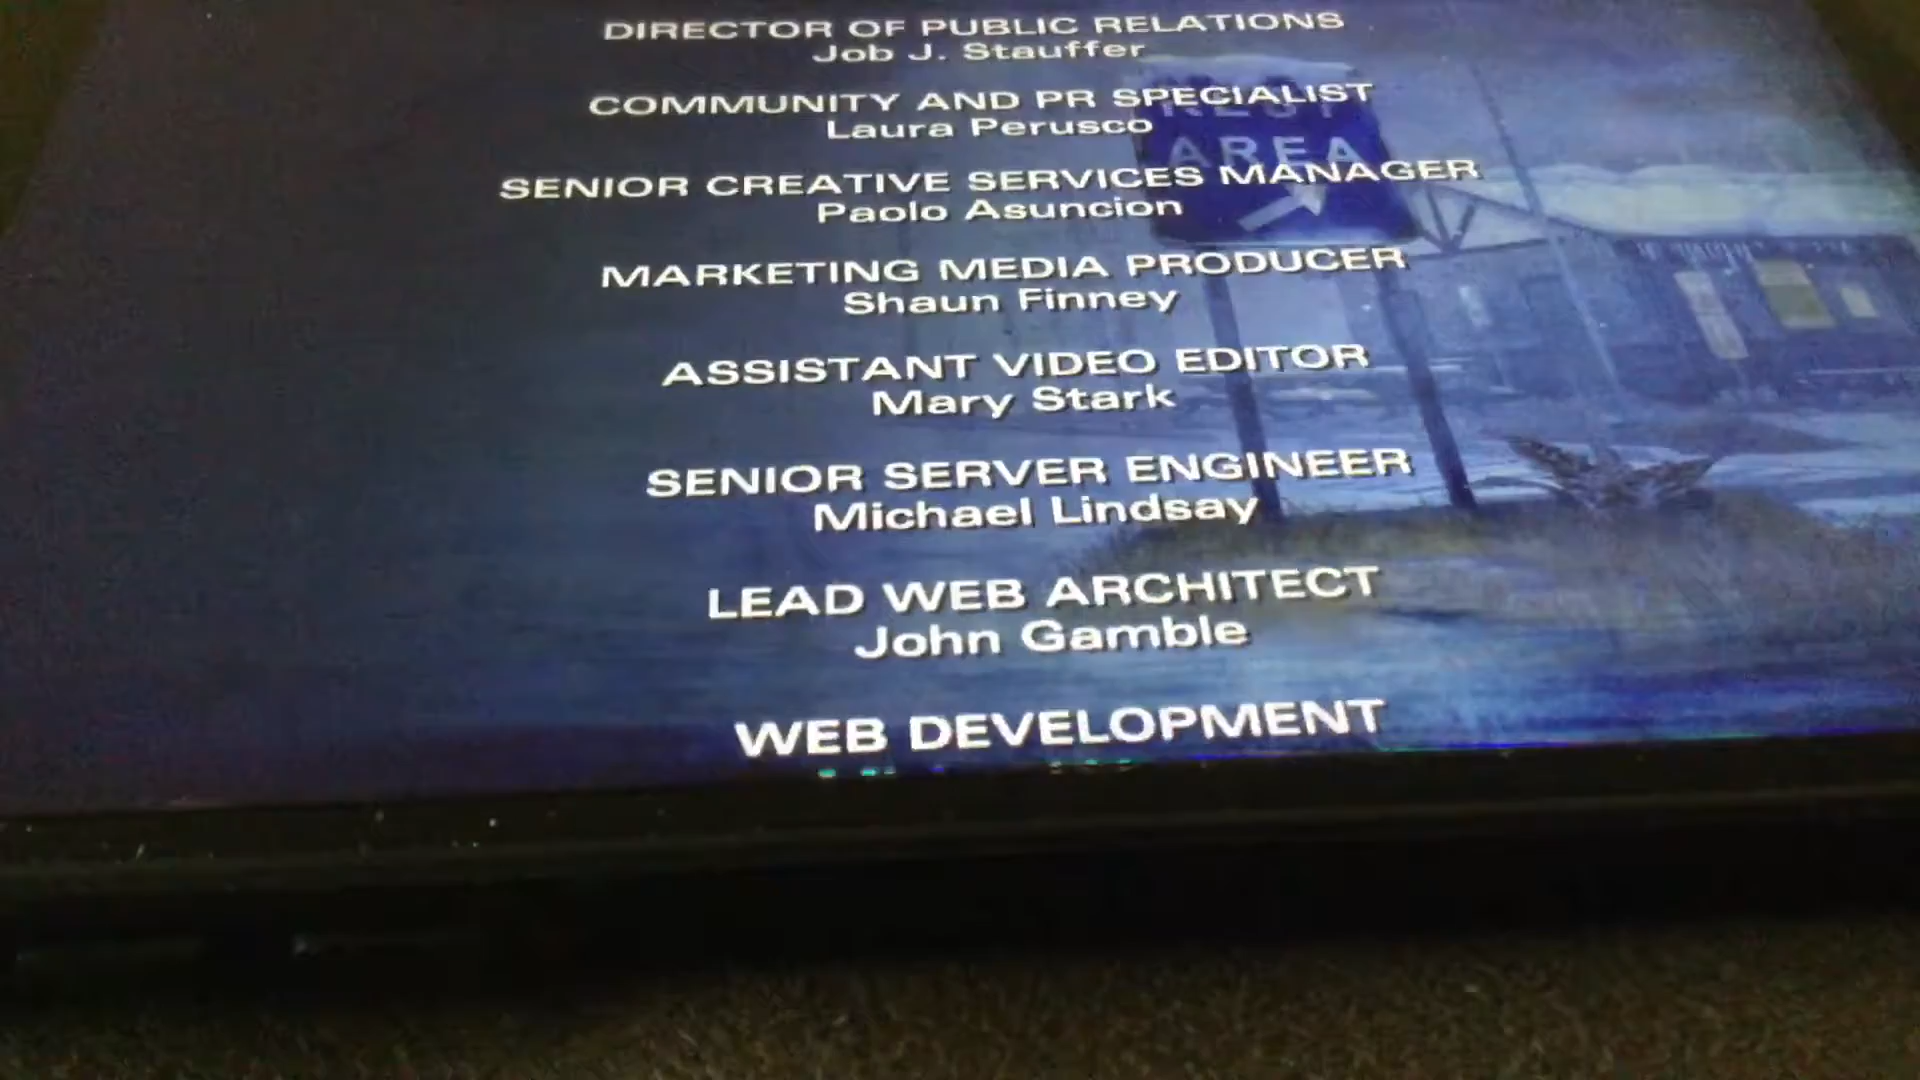 DIRECTOR OF PUBLIC RELATIONS
Job J. Stauffer
COMMUNITY AND PR SPECIALIST
Laura Perusco
REST
AREA
SENIOR CREATIVE SERVICES MANAGER
Paolo Asuncion
MARKETING MEDIA PRODUCER
Shaun Finney
ASSISTANT VIDEO EDITOR
Mary Stark
SENIOR SERVER ENGINEER
Michael Lindsay
LEAD WEB ARCHITECT
John Gamble
WEB DEVELOPMENT